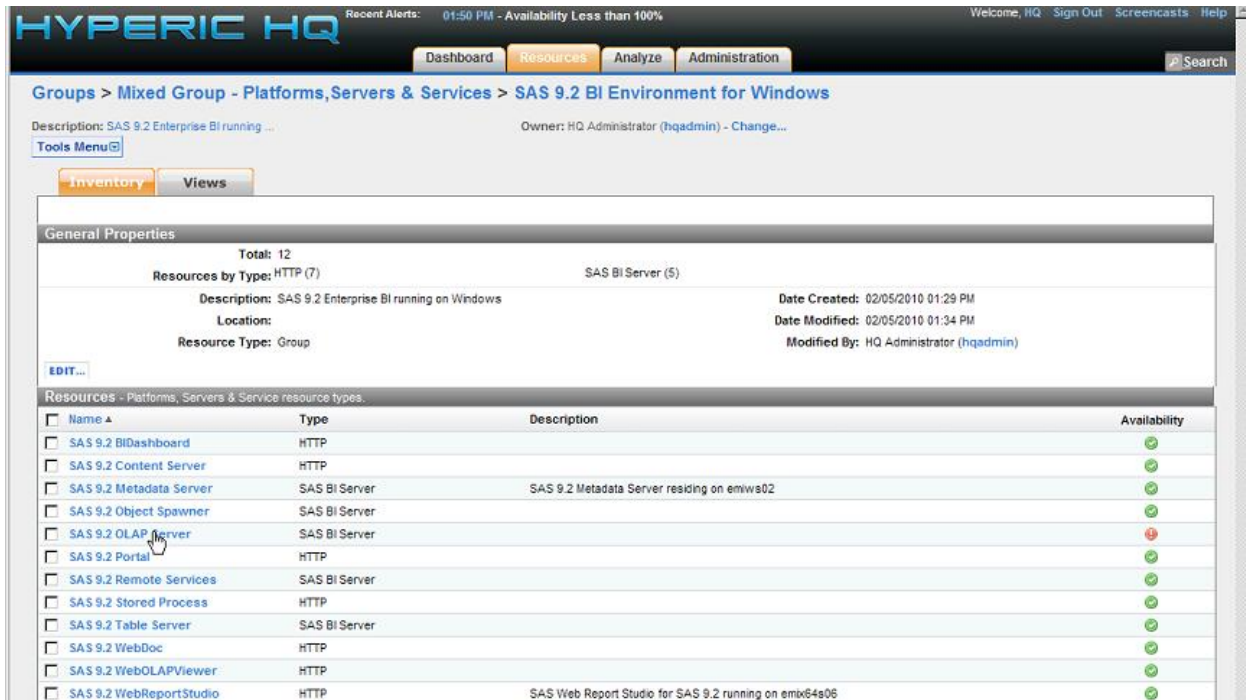 HYPERIC HQ
Recent Alerts: 01:50 PM - Availability Less than 100%
Welcome, HQ Sign Out Screencasts Help
Dashboard Resources Analyze Administration
Search
Groups > Mixed Group - Platforms,Servers & Services > SAS 9.2 BI Environment for Windows
Description: SAS 9.2 Enterprise BI running ...
Owner: HQ Administrator (hqadmin) - Change...
Tools Menu
Inventory Views
General Properties
Total: 12
Resources by Type: HTTP (7) SAS BI Server (5)
Description: SAS 9.2 Enterprise BI running on Windows
Date Created: 02/05/2010 01:29 PM
Location:
Date Modified: 02/05/2010 01:34 PM
Resource Type: Group
Modified By: HQ Administrator (hqadmin)
EDIT...
Resources - Platforms, Servers & Service resource types.
Name Type Description Availability
SAS 9.2 BIDashboard HTTP
SAS 9.2 Content Server HTTP
SAS 9.2 Metadata Server SAS BI Server SAS 9.2 Metadata Server residing on emiws02
SAS 9.2 Object Spawner SAS BI Server
SAS 9.2 OLAP Server SAS BI Server
SAS 9.2 Portal HTTP
SAS 9.2 Remote Services SAS BI Server
SAS 9.2 Stored Process HTTP
SAS 9.2 Table Server SAS BI Server
SAS 9.2 WebDoc HTTP
SAS 9.2 WebOLAPViewer HTTP
SAS 9.2 WebReportStudio HTTP SAS Web Report Studio for SAS 9.2 running on emix64s06